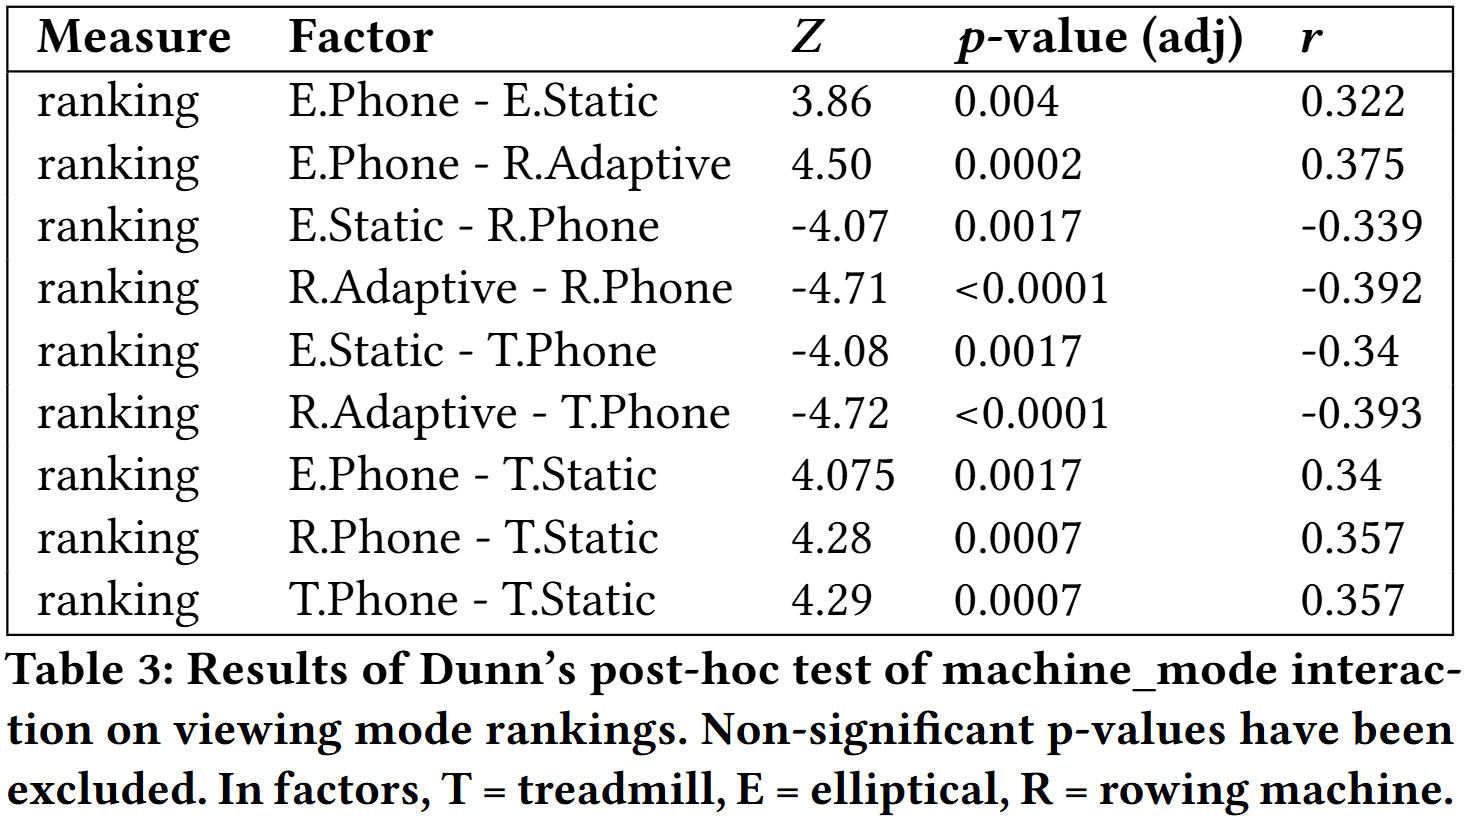 Measure Factor Z p-value (adj) r
ranking E.Phone - E.Static 3.86 0.004 0.322
ranking E.Phone - R.Adaptive 4.50 0.0002 0.375
ranking E.Static - R.Phone -4.07 0.0017 -0.339
ranking R.Adaptive - R.Phone -4.71 <0.0001 -0.392
ranking E.Static - T.Phone -4.08 0.0017 -0.34
ranking R.Adaptive - T.Phone -4.72 <0.0001 -0.393
ranking E.Phone - T.Static 4.075 0.0017 0.34
ranking R.Phone - T.Static 4.28 0.0007 0.357
ranking T.Phone - T.Static 4.29 0.0007 0.357
Table 3: Results of Dunn’s post-hoc test of machine_mode interac-
tion on viewing mode rankings. Non-significant p-values have been
excluded. In factors, T = treadmill, E = elliptical, R = rowing machine.